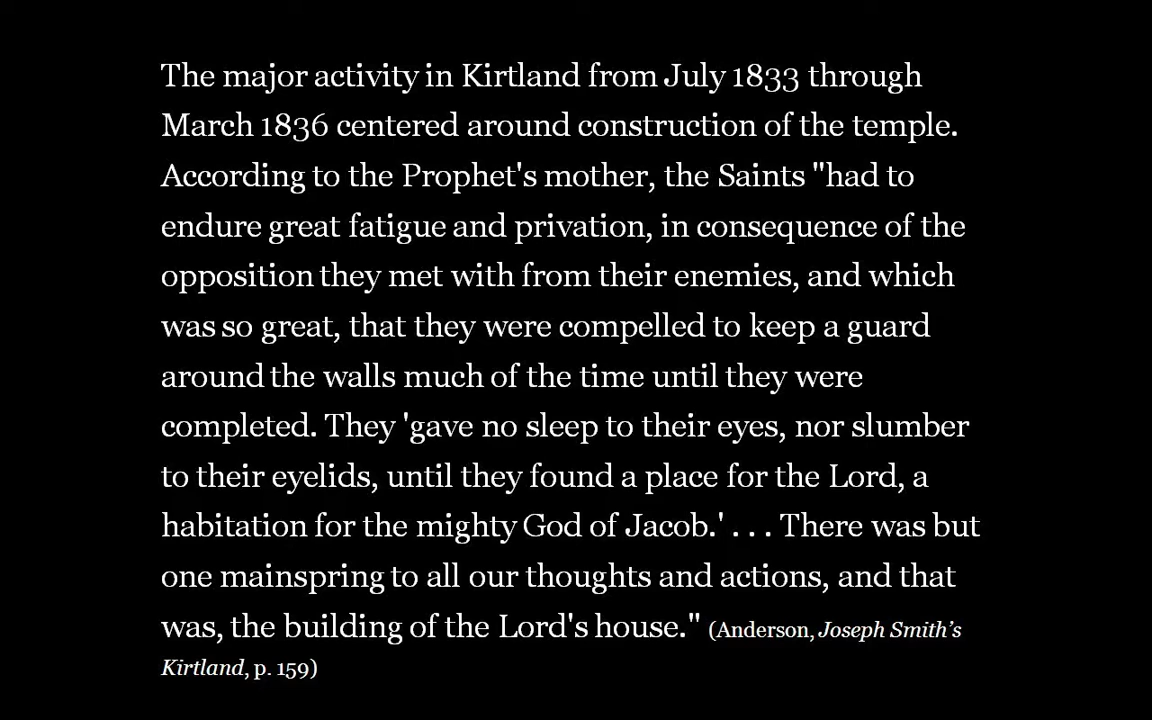 The major activity in Kirtland from July 1833 through
March 1836 centered around construction of the temple.
According to the Prophet's mother, the Saints "had to
endure great fatigue and privation, in consequence of the
opposition they met with from their enemies, and which
was so great, that they were compelled to keep a guard
around the walls much of the time until they were
completed. They 'gave no sleep to their eyes, nor slumber
to their eyelids, until they found a place for the Lord, a
habitation for the mighty God of Jacob.' . . . There was but
one mainspring to all our thoughts and actions, and that
was, the building of the Lord's house." (Anderson, Joseph Smith’s
Kirtland, p. 159)